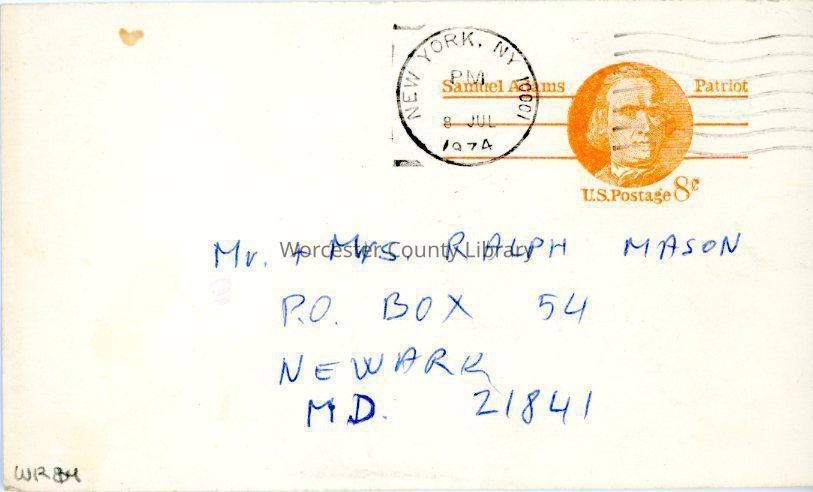 NEW YORK, NY 10001
PM
8 JUL
1974
Samuel Adams Patriot
U.S. Postage 8¢
Mr. + Mrs. RALPH MASON
Worcester County Library
P.O. BOX 54
NEWARK
M.D. 21841